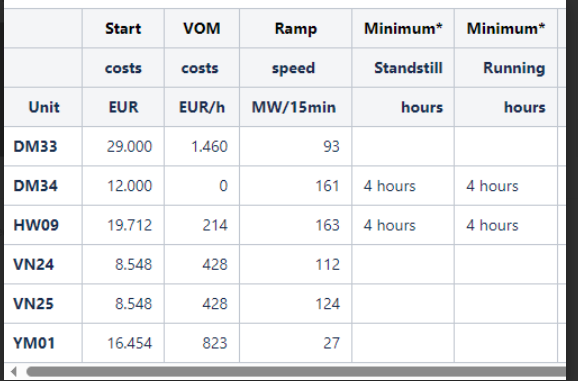 Start VOM Ramp Minimum* Minimum*
costs costs speed Standstill Running
Unit EUR EUR/h MW/15min hours hours
DM33 29.000 1.460 93
DM34 12.000 0 161 4 hours 4 hours
HW09 19.712 214 163 4 hours 4 hours
VN24 8.548 428 112
VN25 8.548 428 124
YM01 16.454 823 27